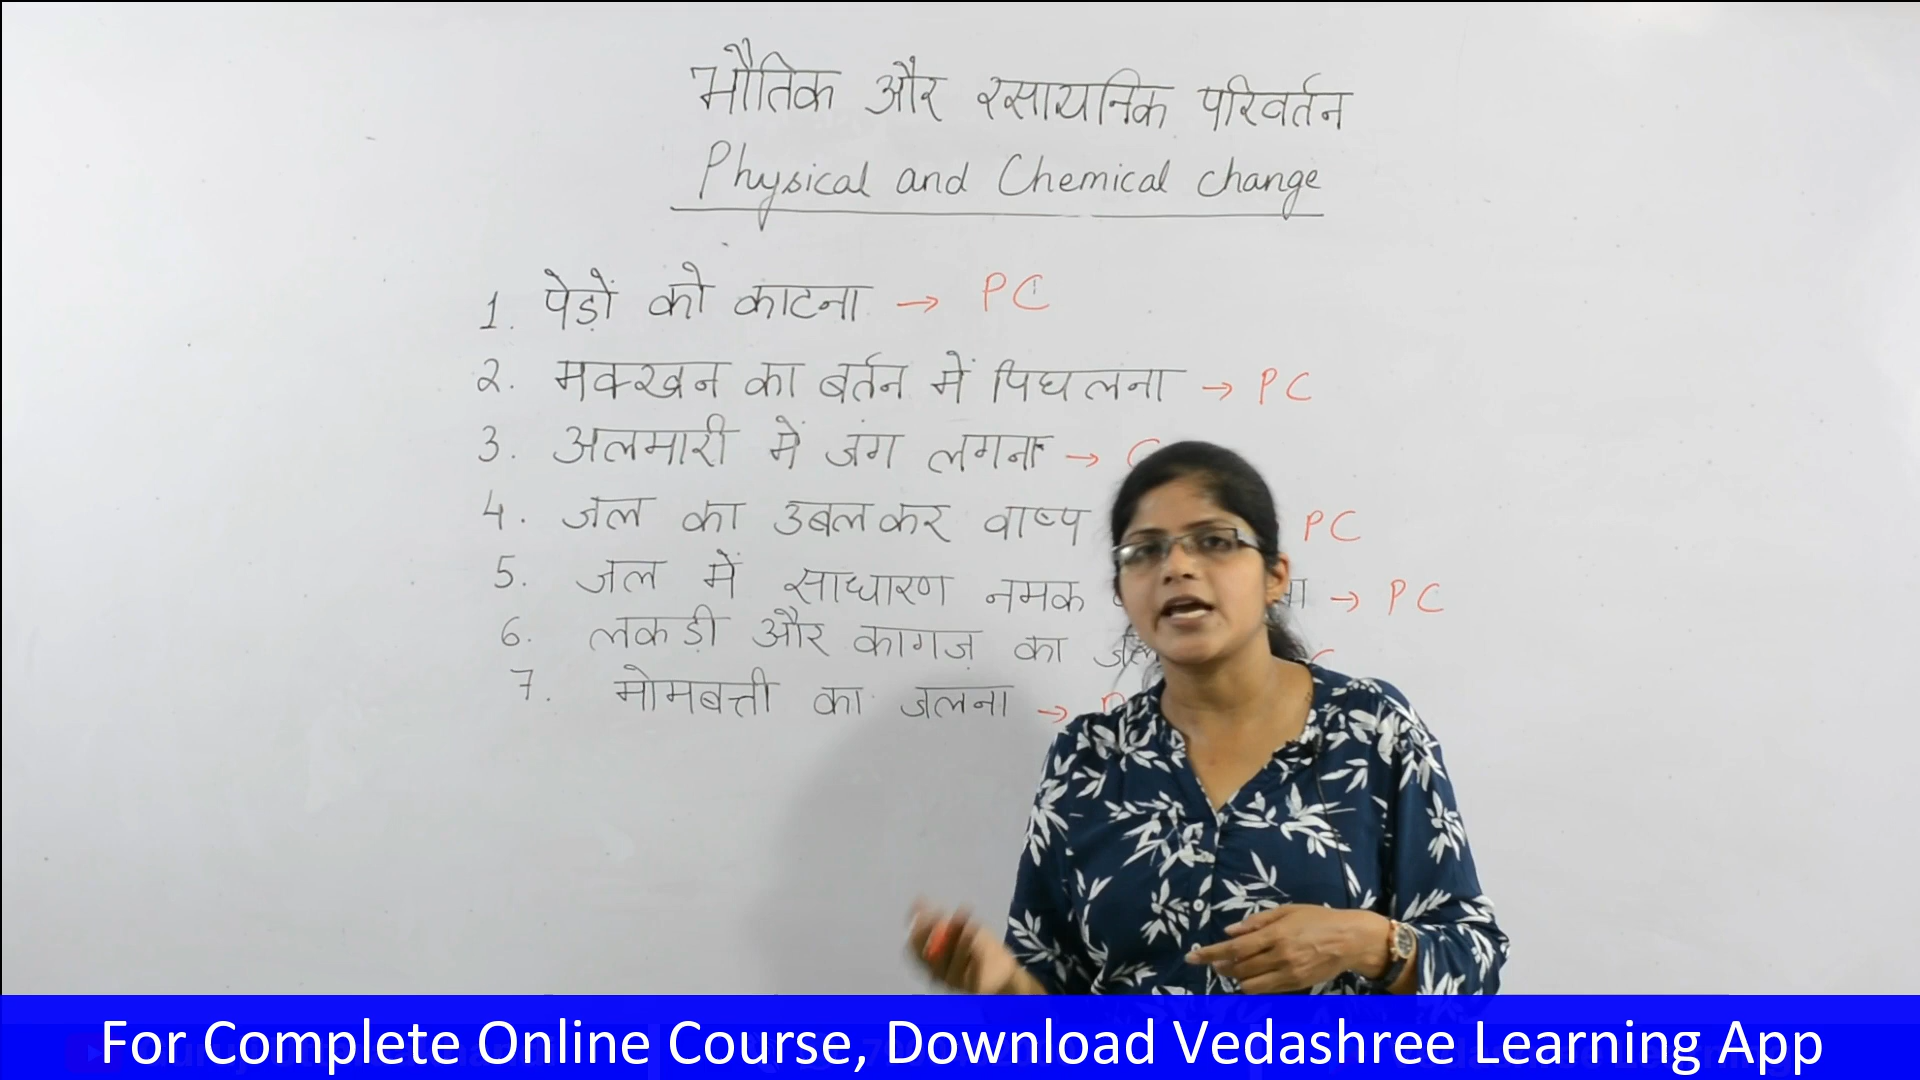 भौतिक और रसायनिक परिवर्तन
Physical and Chemical change
1. पेड़ों को काटना → PC
2. मक्खन का बर्तन में पिघलना → PC
3. अलमारी में जंग लगना →
4. जल का उबलकर वाष्प PC
5. जल में साधारण नमक → PC
6. लकड़ी और कागज़ का
7. मोमबत्ती का जलना →
For Complete Online Course, Download Vedashree Learning App